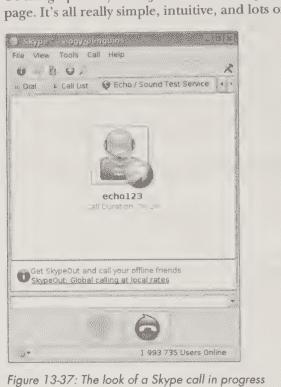 page. It's all really simple, intuitive, and lots o
File View Tools Call Help
Dial Call List Echo / Sound Test Service
echo123
Call Duration
Get SkypeOut and call your offline friends
SkypeOut: Global calling at local rates
1 993 735 Users Online
Figure 13-37: The look of a Skype call in progress